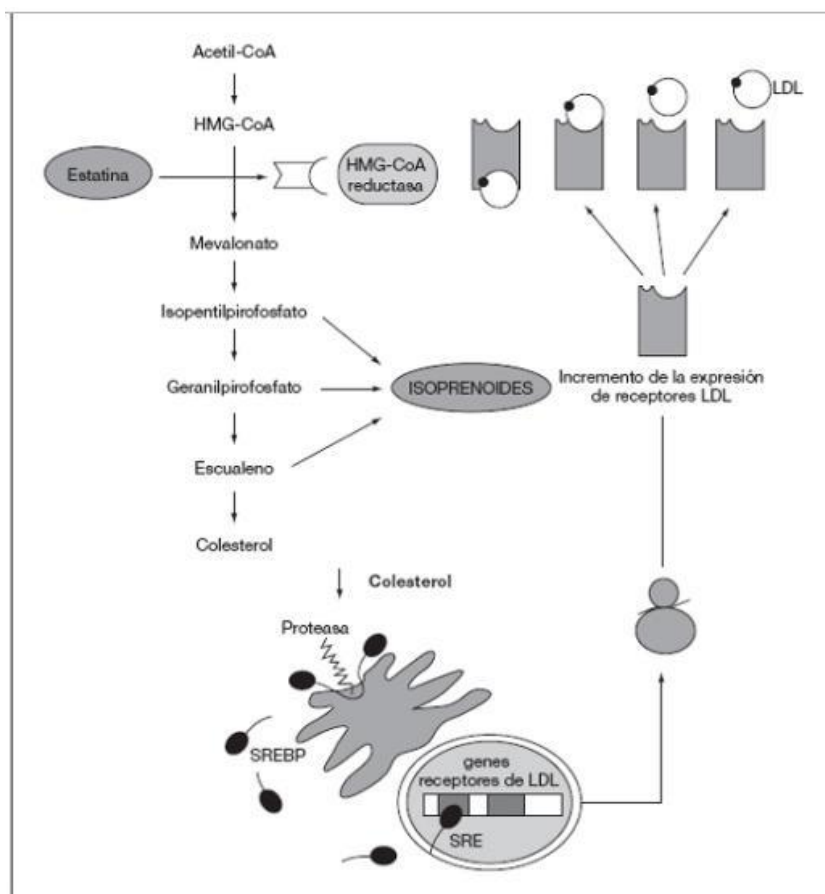 Acetil-CoA
HMG-CoA
Estatina
HMG-CoA
reductasa
Mevalonato
Isopentilpirofosfato
Geranilpirofosfato
ISOPRENOIDES
Escualeno
Colesterol
LDL
Incremento de la expresión
de receptores LDL
Colesterol
Proteasa
SREBP
genes
receptores de LDL
SRE